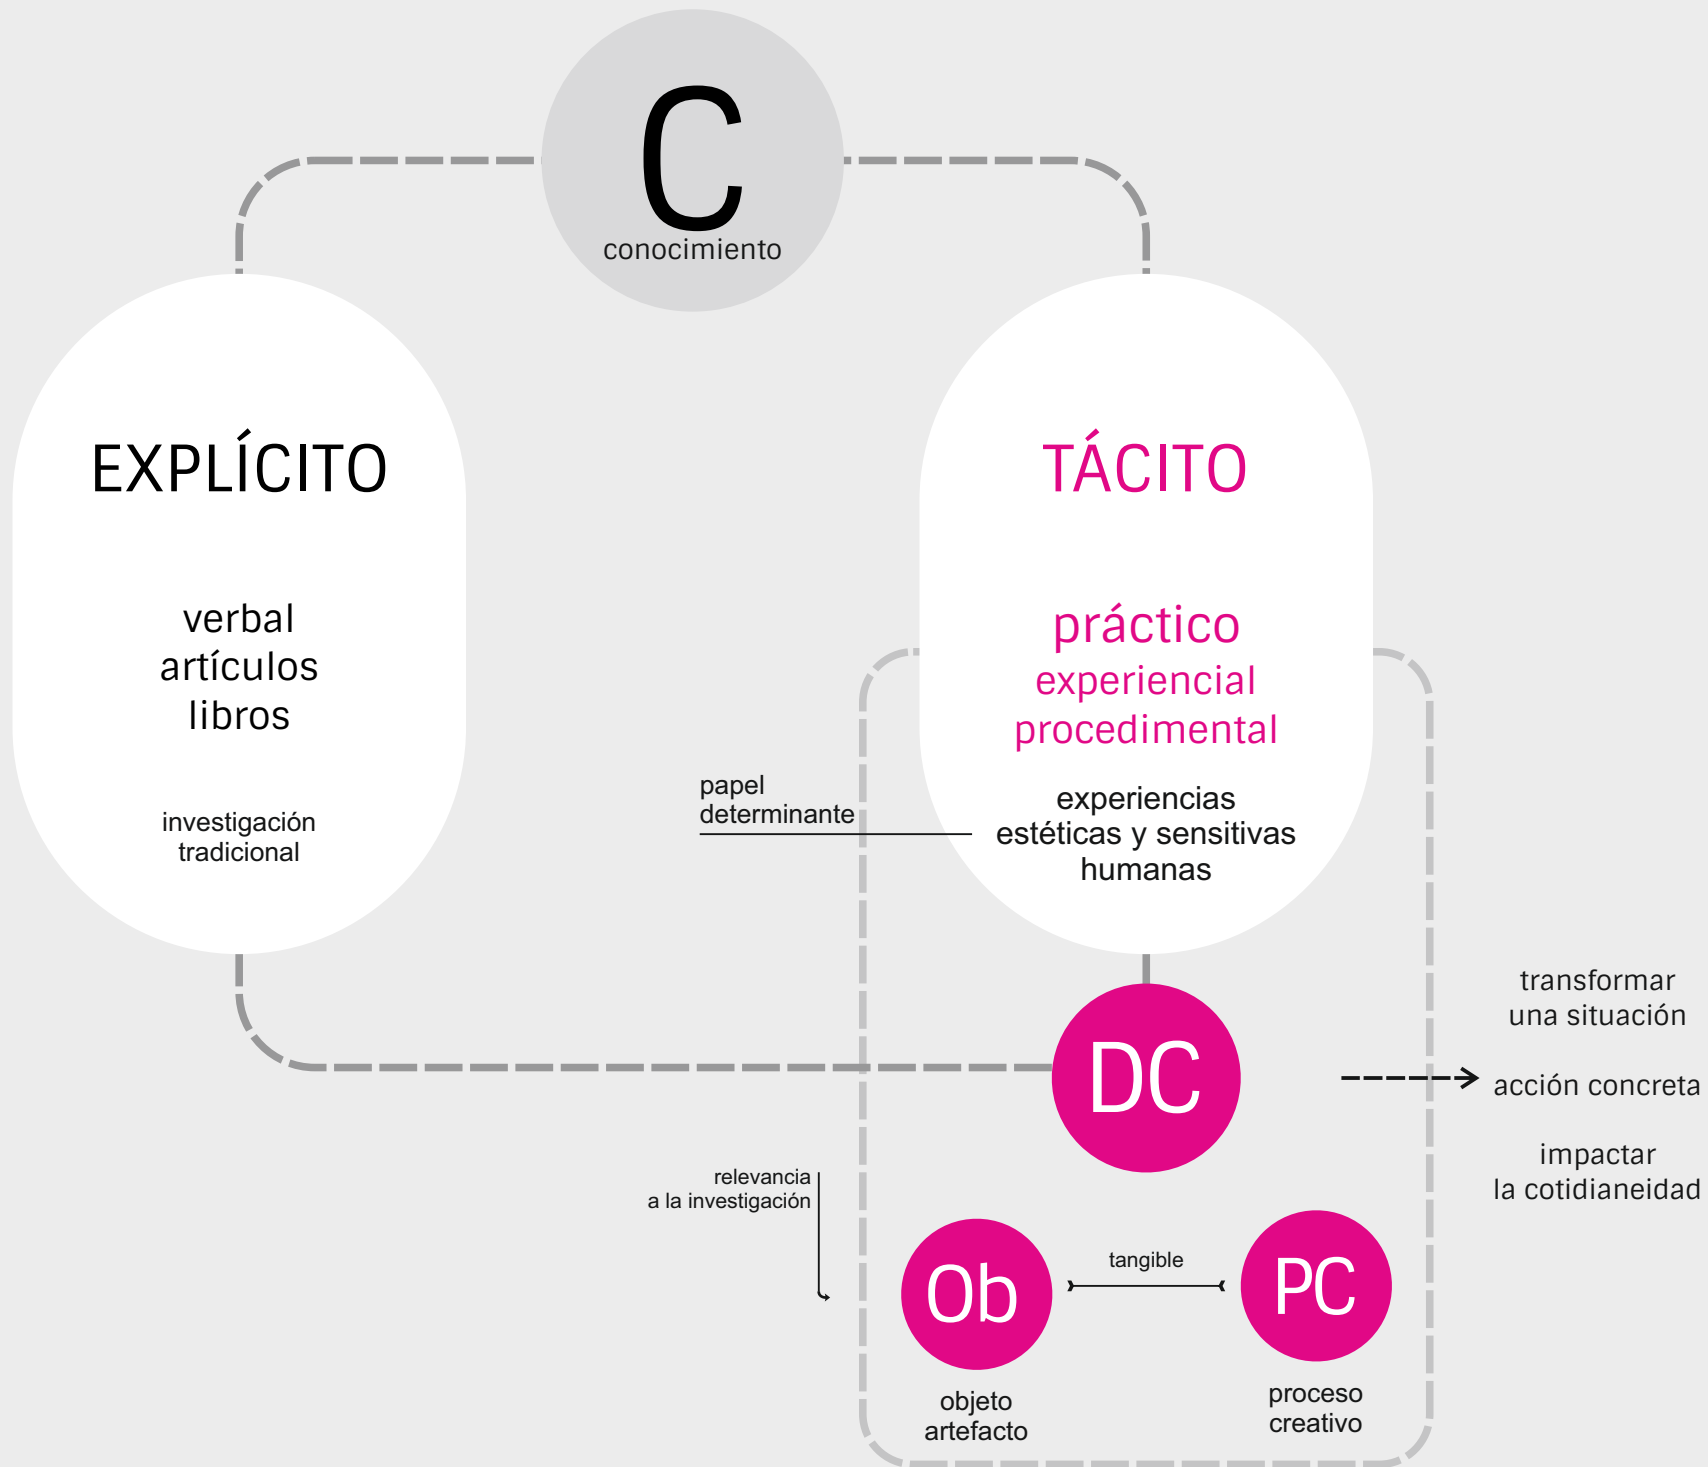 C
conocimiento
EXPLÍCITO
verbal
artículos
libros
investigación
tradicional
TÁCITO
práctico
experiencial
procedimental
papel
determinante
experiencias
estéticas y sensitivas
humanas
DC
transformar
una situación
acción concreta
impactar
la cotidianeidad
relevancia
a la investigación
Ob
tangible
PC
objeto
artefacto
proceso
creativo